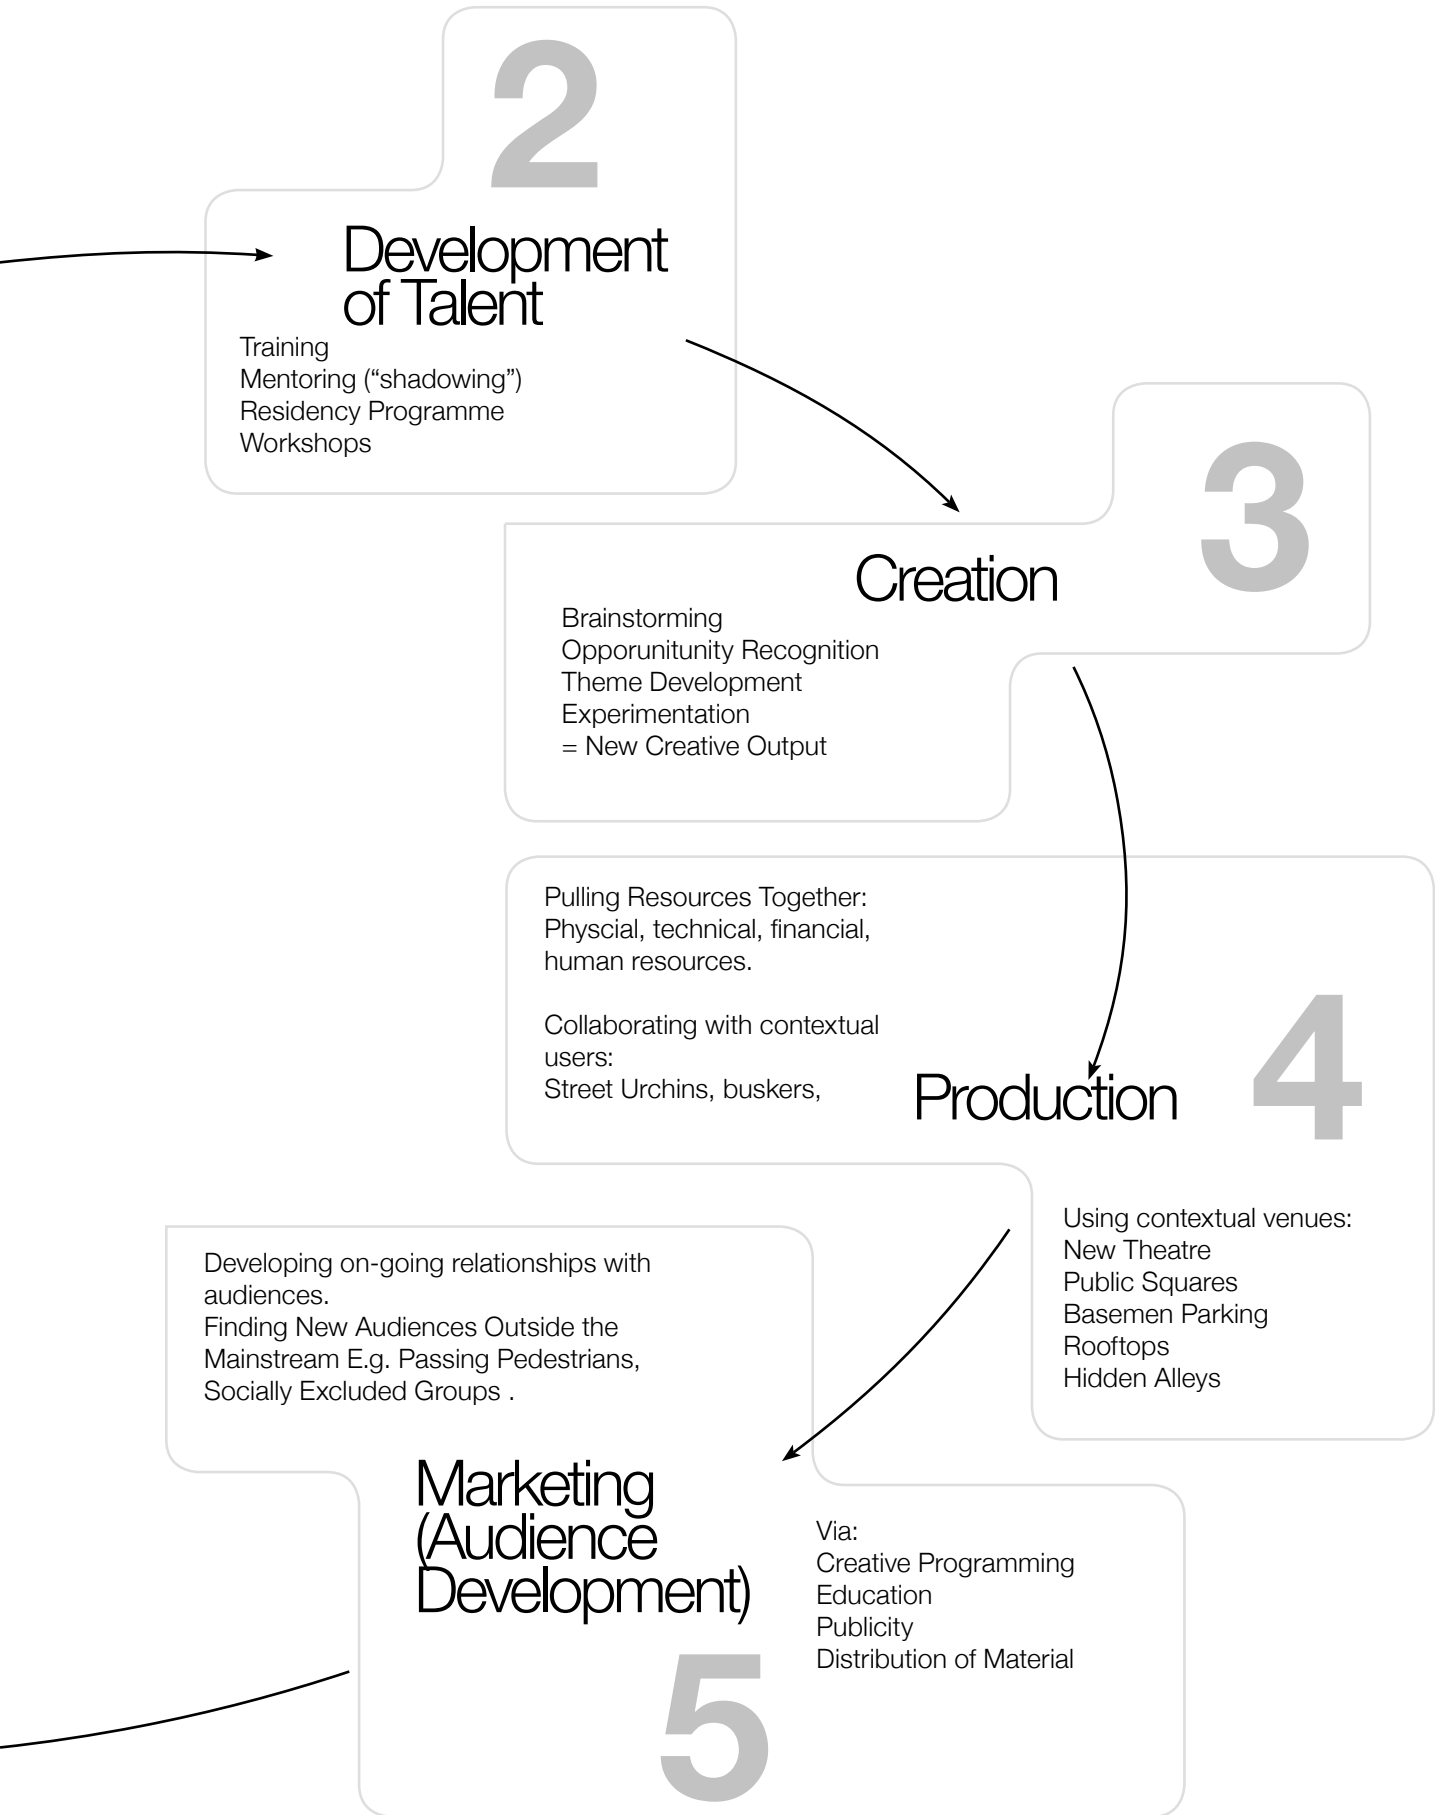 2
Development
of Talent
Training
Mentoring (“shadowing”)
Residency Programme
Workshops
3
Creation
Brainstorming
Opporunitunity Recognition
Theme Development
Experimentation
= New Creative Output
Pulling Resources Together:
Physcial, technical, financial,
human resources.
Collaborating with contextual
users:
Street Urchins, buskers,
Production
4
Using contextual venues:
New Theatre
Public Squares
Basemen Parking
Rooftops
Hidden Alleys
Developing on-going relationships with
audiences.
Finding New Audiences Outside the
Mainstream E.g. Passing Pedestrians,
Socially Excluded Groups .
Marketing
(Audience
Development)
Via:
Creative Programming
Education
Publicity
Distribution of Material
5